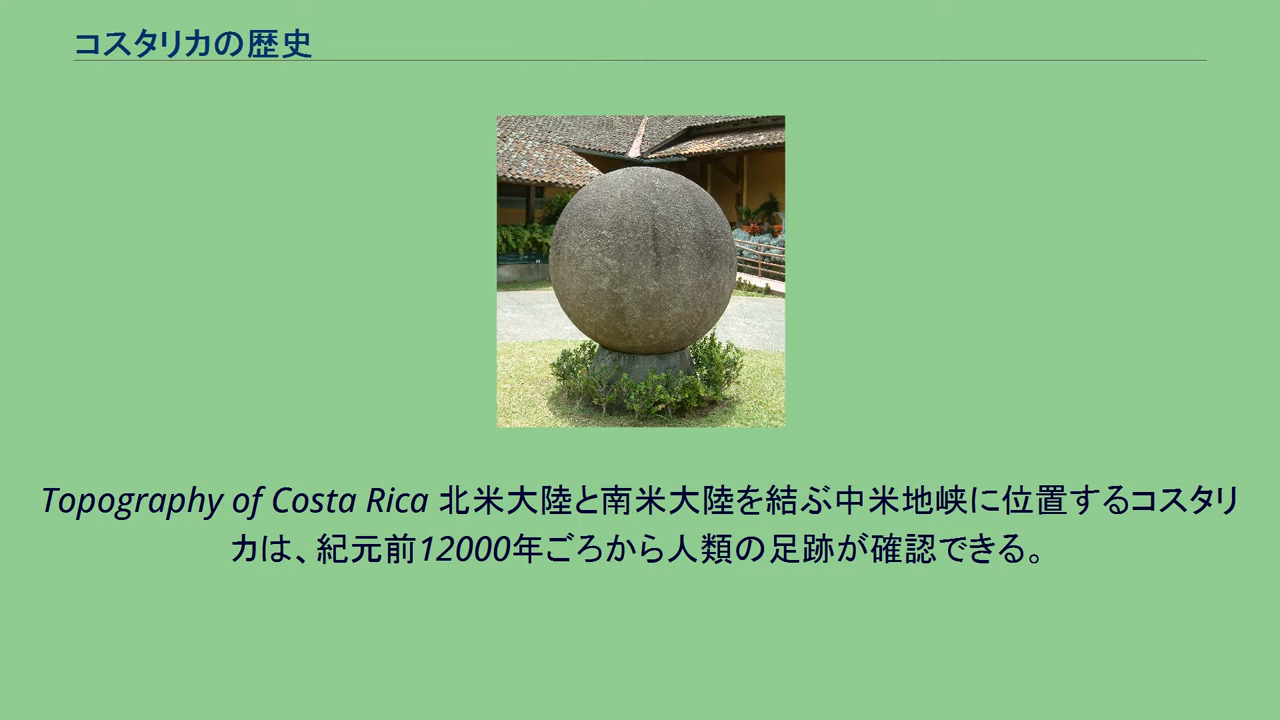 コスタリカの歴史
Topography of Costa Rica 北米大陸と南米大陸を結ぶ中米地峡に位置するコスタリ
カは、紀元前12000年ごろから人類の足跡が確認できる。